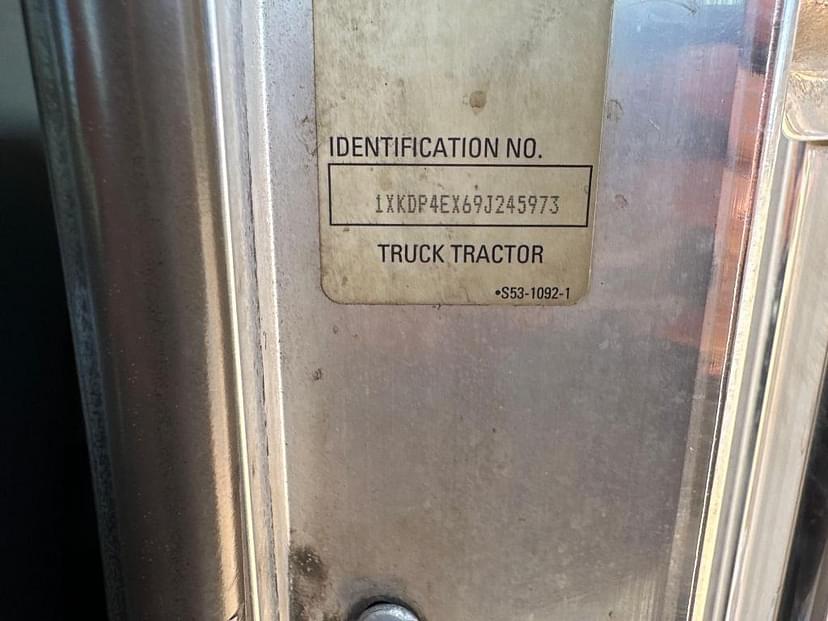 IDENTIFICATION NO.
1XKDP4EX69J245973
TRUCK TRACTOR
•S53-1092-1